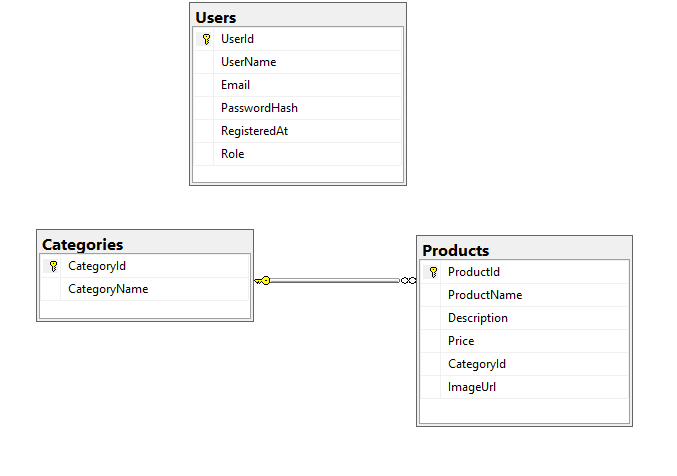 Users
UserId
UserName
Email
PasswordHash
RegisteredAt
Role
Categories
CategoryId
CategoryName
Products
ProductId
ProductName
Description
Price
CategoryId
ImageUrl